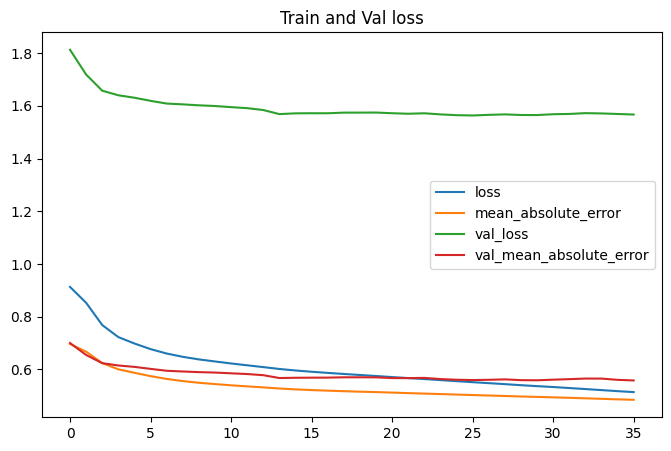 Train and Val loss
1.8
1.6
1.4
1.2
1.0
0.8
0.6
loss
mean_absolute_error
val_loss
val_mean_absolute_error
0 5 10 15 20 25 30 35